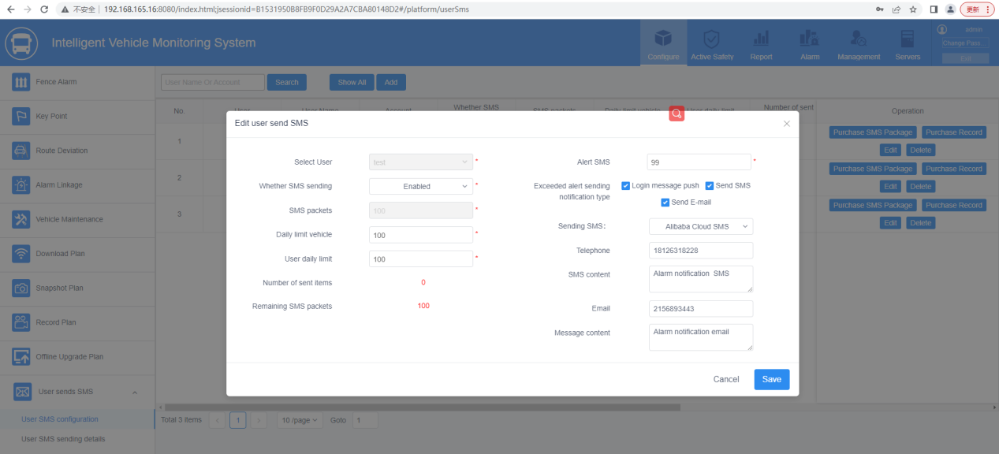 不安全 | 192.168.165.16:8080/index.html;jsessionid=B1531950B8FB9F0D29A2A7CBA80148D2#/platform/userSms
更新
Intelligent Vehicle Monitoring System
Configure
Active Safety
Report
Alarm
Management
Servers
admin
Change Pass
Exit
Fence Alarm
Key Point
Route Deviation
Alarm Linkage
Vehicle Maintenance
Download Plan
Snapshot Plan
Record Plan
Offline Upgrade Plan
User sends SMS
User SMS configuration
User SMS sending details
User Name Or Account
Search
Show All
Add
No.
User
User Name
Account
Whether SMS
SMS packets
Daily limit vehicle
User daily limit
Number of sent
Operation
1
Purchase SMS Package
Purchase Record
Edit
Delete
2
Purchase SMS Package
Purchase Record
Edit
Delete
3
Purchase SMS Package
Purchase Record
Edit
Delete
Edit user send SMS
Select User
test
*
Whether SMS sending
Enabled
*
SMS packets
100
*
Daily limit vehicle
100
*
User daily limit
100
*
Number of sent items
0
Remaining SMS packets
100
Alert SMS
99
*
Exceeded alert sending
notification type
Login message push
Send SMS
Send E-mail
Sending SMS:
Alibaba Cloud SMS
Telephone
18126318228
SMS content
Alarm notification  SMS
Email
2156893443
Message content
Alarm notification email
Cancel
Save
Total 3 items
1
10 /page
Goto
1